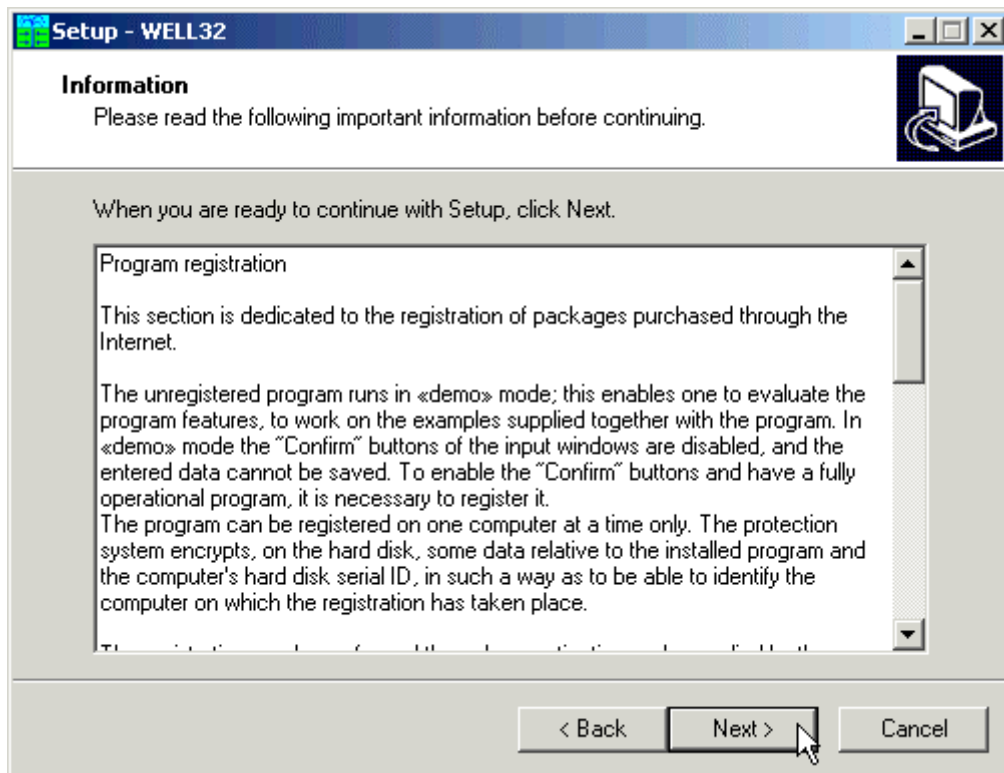 Setup - WELL32
Information
Please read the following important information before continuing.
When you are ready to continue with Setup, click Next.
Program registration
This section is dedicated to the registration of packages purchased through the
Internet.
The unregistered program runs in «demo» mode; this enables one to evaluate the
program features, to work on the examples supplied together with the program. In
«demo» mode the "Confirm" buttons of the input windows are disabled, and the
entered data cannot be saved. To enable the "Confirm" buttons and have a fully
operational program, it is necessary to register it.
The program can be registered on one computer at a time only. The protection
system encrypts, on the hard disk, some data relative to the installed program and
the computer's hard disk serial ID, in such a way as to be able to identify the
computer on which the registration has taken place.
< Back
Next >
Cancel